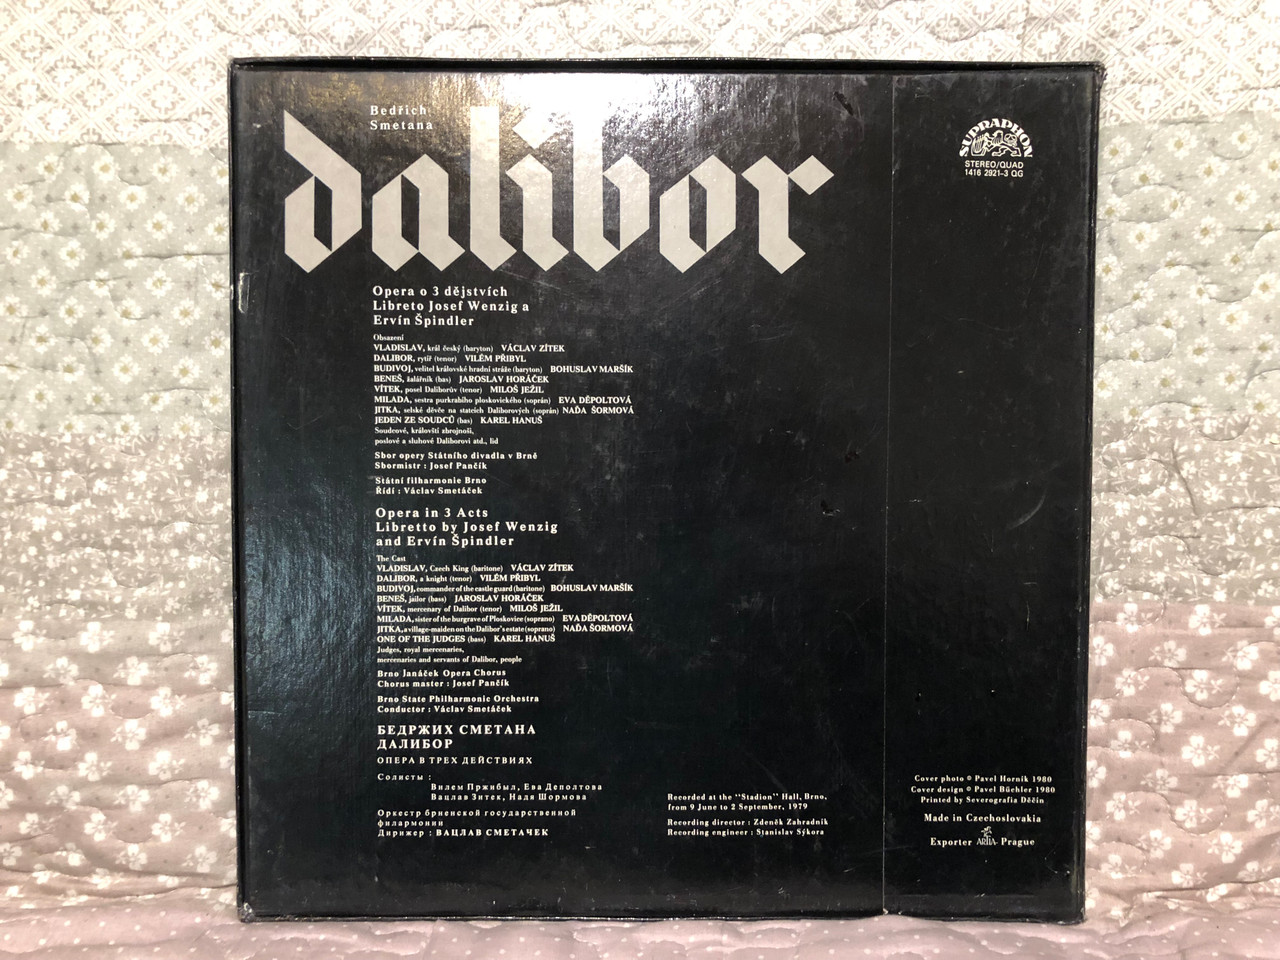 Bedřich
Smetana
dalibor
SUPRAPHON
STEREO/QUAD
1416 2921-3 QG
Opera o 3 dějstvích
Libreto Josef Wenzig a
Ervín Špindler
Obsazení
VLADISLAV, král český (baryton) VÁCLAV ZÍTEK
DALIBOR, rytíř (tenor) VILÉM PŘIBYL
BUDIVOJ, velitel královské hradní stráže (baryton) BOHUSLAV MARŠÍK
BENEŠ, žalářník (bas) JAROSLAV HORÁČEK
VÍTEK, posel Daliborův (tenor) MILOŠ JEŽIL
MILADA, sestra purkrabího ploskovického (soprán) EVA DĚPOLTOVÁ
JITKA, selské děvče na statcích Daliborových (soprán) NAĎA ŠORMOVÁ
JEDEN ZE SOUDCŮ (bas) KAREL HANUŠ
Soudcové, královští zbrojnoši,
poslové a sluhové Daliborovi atd., lid
Sbor opery Státního divadla v Brně
Sbormistr : Josef Pančík
Státní filharmonie Brno
Řídí : Václav Smetáček
Opera in 3 Acts
Libretto by Josef Wenzig
and Ervín Špindler
The Cast
VLADISLAV, Czech King (baritone) VÁCLAV ZÍTEK
DALIBOR, a knight (tenor) VILÉM PŘIBYL
BUDIVOJ, commander of the castle guard (baritone) BOHUSLAV MARŠÍK
BENEŠ, jailor (bass) JAROSLAV HORÁČEK
VÍTEK, mercenary of Dalibor (tenor) MILOŠ JEŽIL
MILADA, sister of the burgrave of Ploskovice (soprano) EVA DĚPOLTOVÁ
JITKA, a village-maiden on the Dalibor's estate (soprano) NAĎA ŠORMOVÁ
ONE OF THE JUDGES (bass) KAREL HANUŠ
Judges, royal mercenaries,
mercenaries and servants of Dalibor, people
Brno Janáček Opera Chorus
Chorus master : Josef Pančík
Brno State Philharmonic Orchestra
Conductor : Václav Smetáček
БЕДРЖИХ СМЕТАНА
ДАЛИБОР
ОПЕРА В ТРЕХ ДЕЙСТВИЯХ
Солисты :
Вилем Пржибыл, Ева Деполтова
Вацлав Зитек, Надя Шормова
Оркестр брненской государственной
филармонии
Дирижер : ВАЦЛАВ СМЕТАЧЕК
Recorded at the "Stadion" Hall, Brno,
from 9 June to 2 September, 1979
Recording director : Zdeněk Zahradník
Recording engineer : Stanislav Sýkora
Cover photo © Pavel Horník 1980
Cover design © Pavel Büchler 1980
Printed by Severografia Děčín
Made in Czechoslovakia
Exporter ARTIA Prague